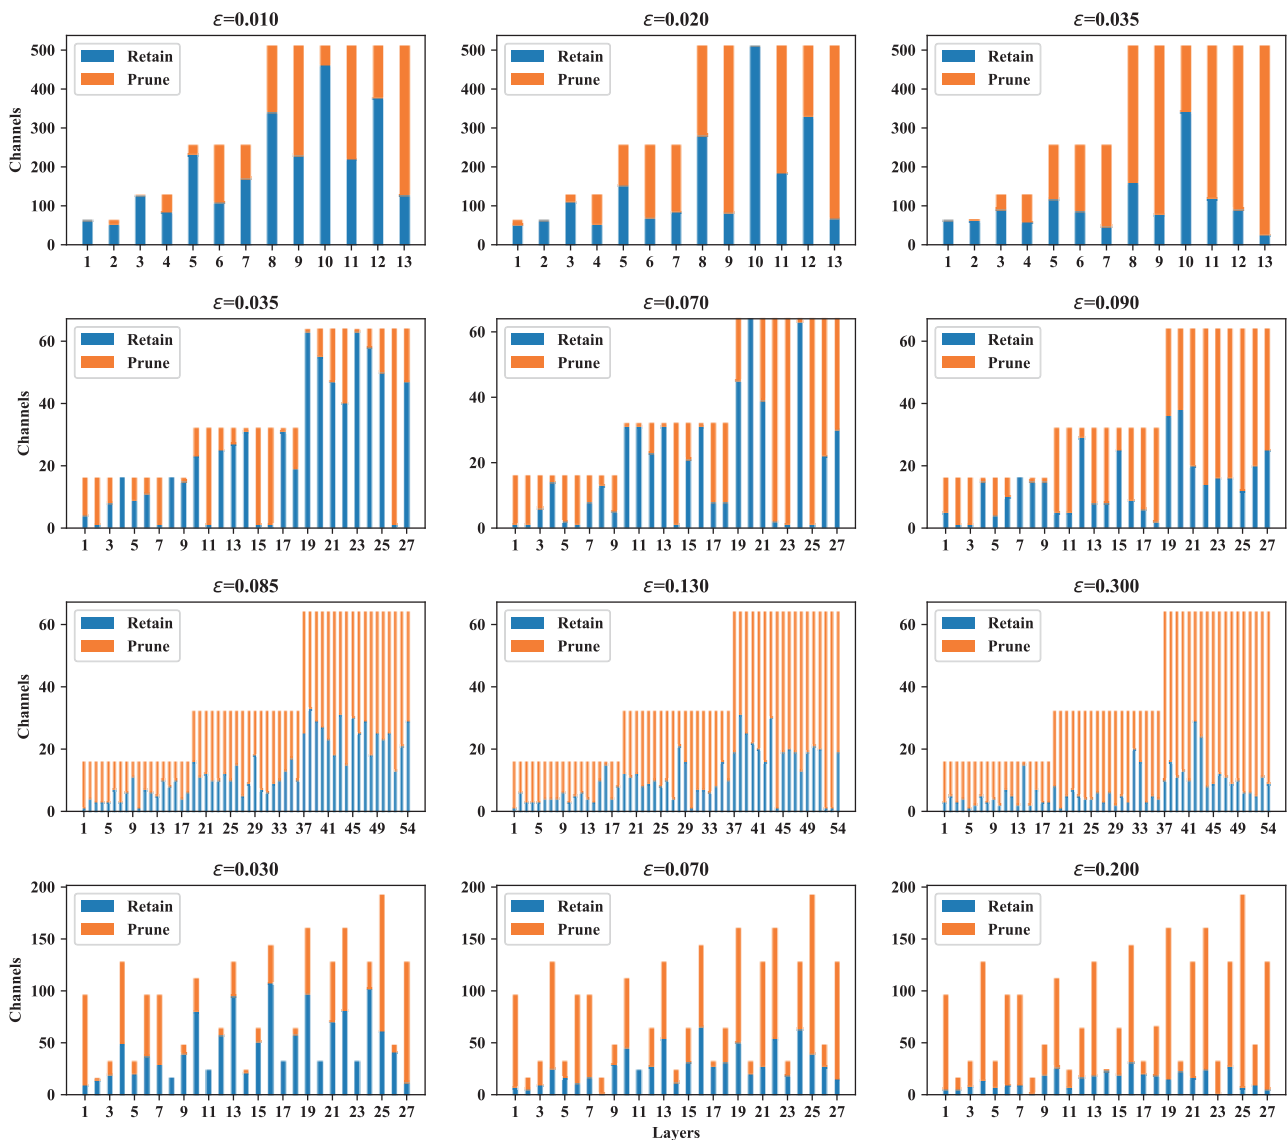 ε=0.010 ε=0.020 ε=0.035
500 Retain 500 Retain 500 Retain
Prune Prune Prune
400 400 400
300 300 300
200 200 200
100 100 100
0 0 0
Channels
1 2 3 4 5 6 7 8 9 10 11 12 13 1 2 3 4 5 6 7 8 9 10 11 12 13 1 2 3 4 5 6 7 8 9 10 11 12 13
ε=0.035 ε=0.070 ε=0.090
60 Retain 60 Retain 60 Retain
Prune Prune Prune
40 40 40
20 20 20
0 0 0
Channels
1 3 5 7 9 11 13 15 17 19 21 23 25 27 1 3 5 7 9 11 13 15 17 19 21 23 25 27 1 3 5 7 9 11 13 15 17 19 21 23 25 27
ε=0.085 ε=0.130 ε=0.300
60 Retain 60 Retain 60 Retain
Prune Prune Prune
40 40 40
20 20 20
0 0 0
Channels
1 5 9 13 17 21 25 29 33 37 41 45 49 54 1 5 9 13 17 21 25 29 33 37 41 45 49 54 1 5 9 13 17 21 25 29 33 37 41 45 49 54
ε=0.030 ε=0.070 ε=0.200
200 Retain 200 Retain 200 Retain
Prune Prune Prune
150 150 150
100 100 100
50 50 50
0 0 0
Channels
1 3 5 7 9 11 13 15 17 19 21 23 25 27 1 3 5 7 9 11 13 15 17 19 21 23 25 27 1 3 5 7 9 11 13 15 17 19 21 23 25 27
Layers